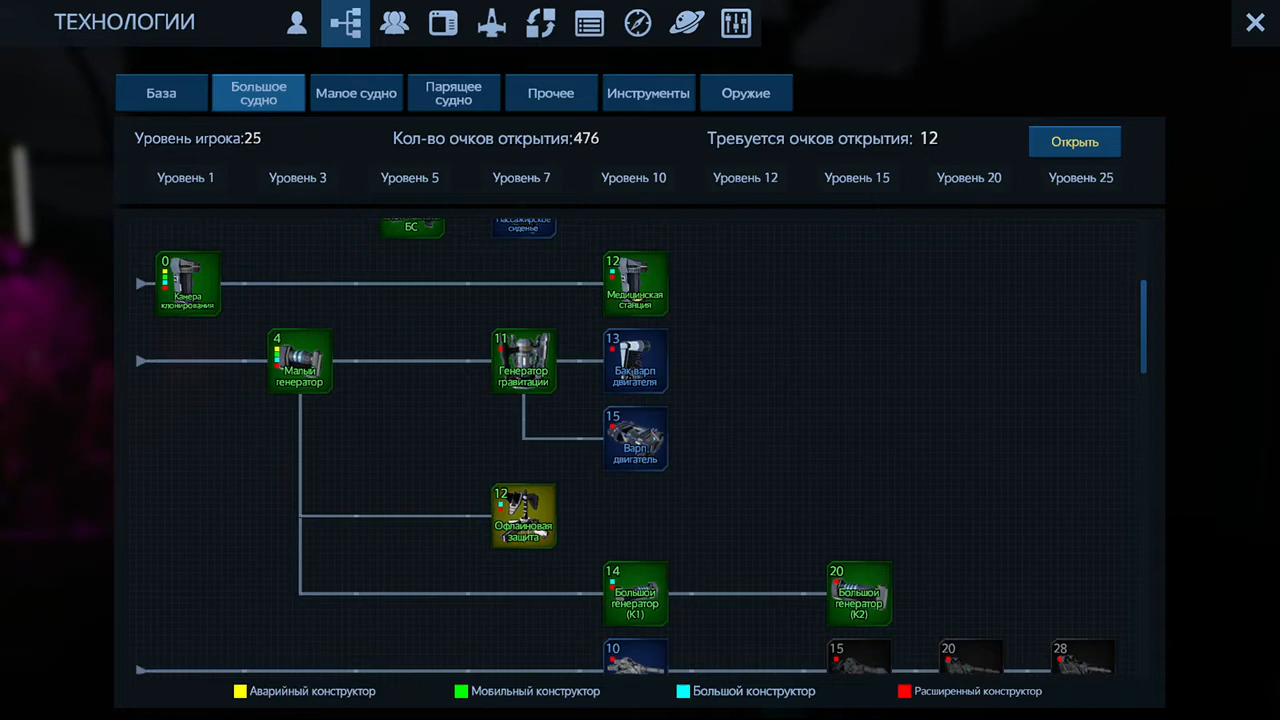 ТЕХНОЛОГИИ
База
Большое
судно
Малое судно
Парящее
судно
Прочее
Инструменты
Оружие
Уровень игрока:25
Кол-во очков открытия:476
Требуется очков открытия: 12
Открыть
Уровень 1
Уровень 3
Уровень 5
Уровень 7
Уровень 10
Уровень 12
Уровень 15
Уровень 20
Уровень 25
БС
Пассажирское
сиденье
0
Камера
клонирования
12
Медицинская
станция
4
Малый
генератор
11
Генератор
гравитации
13
Бак варп
двигателя
15
Варп.
двигатель
12
Офлайновая
защита
14
Большой
генератор
(К1)
20
Большой
генератор
(К2)
10
15
20
28
Аварийный конструктор
Мобильный конструктор
Большой конструктор
Расширенный конструктор